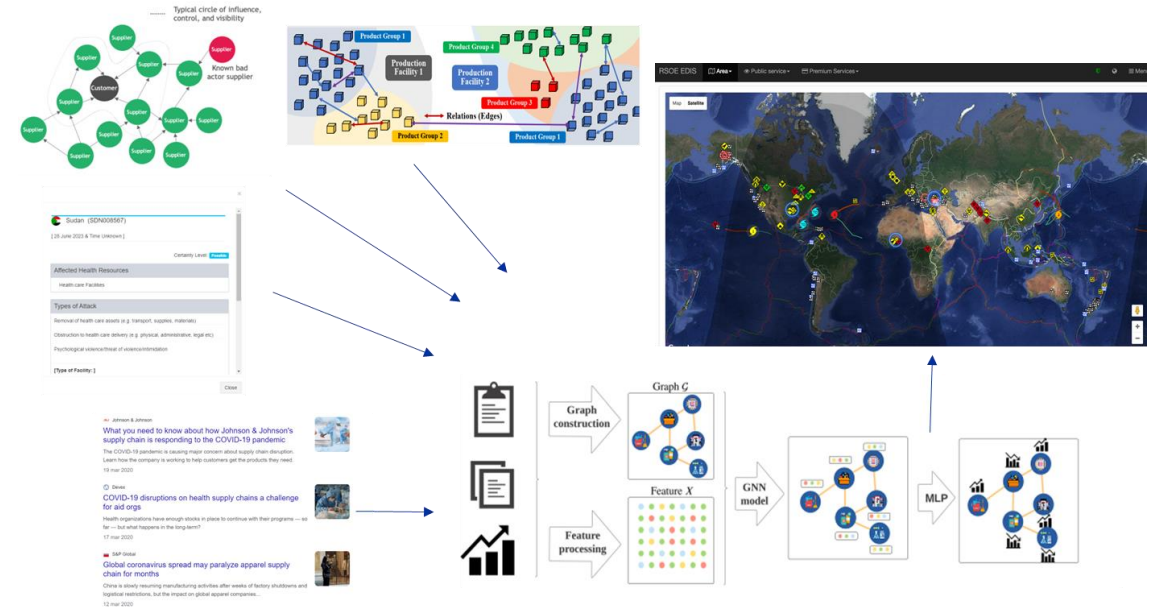 Typical circle of influence,
control, and visibility
Supplier
Supplier
Supplier
Supplier
Supplier
Known bad
actor supplier
Customer
Supplier
Supplier
Supplier
Supplier
Supplier
Supplier
Supplier
Supplier
Product Group 1
Product Group 4
Production
Facility 1
Production
Facility 2
Product Group 3
Relations (Edges)
Product Group 2
Product Group 1
RSOE EDIS
Area
Public service
Premium Services
Map
Satellite
Sudan (SDN008567)
Certainty Level:
Possible
Affected Health Resources
Health care Facilities
Types of Attack
Removal of health care assets (e.g. transport, supplies, materials)
Obstruction to health care delivery (e.g. physical, administrative, legal etc)
Psychological violence/threat of violence/intimidation
[Type of Facility: ]
Close
Johnson & Johnson
What you need to know about how Johnson & Johnson's
supply chain is responding to the COVID-19 pandemic
The COVID-19 pandemic is causing major concern about supply chain disruption.
Learn how the company is working to help customers get the products they need.
19 mar 2020
Devex
COVID-19 disruptions on health supply chains a challenge
for aid orgs
Health organizations have enough stocks in place to continue with their programs — so
far — but what happens in the long-term?
17 mar 2020
S&P Global
Global coronavirus spread may paralyze apparel supply
chain for months
China is slowly resuming manufacturing activities after weeks of factory shutdowns and
logistical restrictions, but the impact on global apparel companies...
12 mar 2020
Graph
construction
Graph 𝒢
Feature
processing
Feature X
GNN
model
MLP